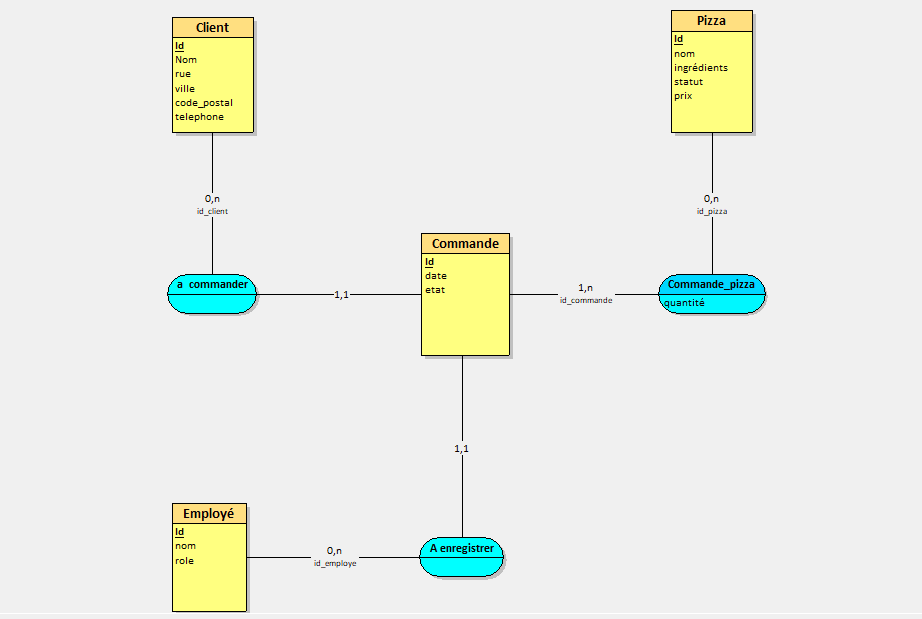 Client
Id
Nom
rue
ville
code_postal
telephone
0,n
id_client
a commander
1,1
Pizza
Id
nom
ingrédients
statut
prix
0,n
id_pizza
Commande
Id
date
etat
1,n
id_commande
Commande_pizza
quantité
1,1
Employé
Id
nom
role
0,n
id_employe
A enregistrer